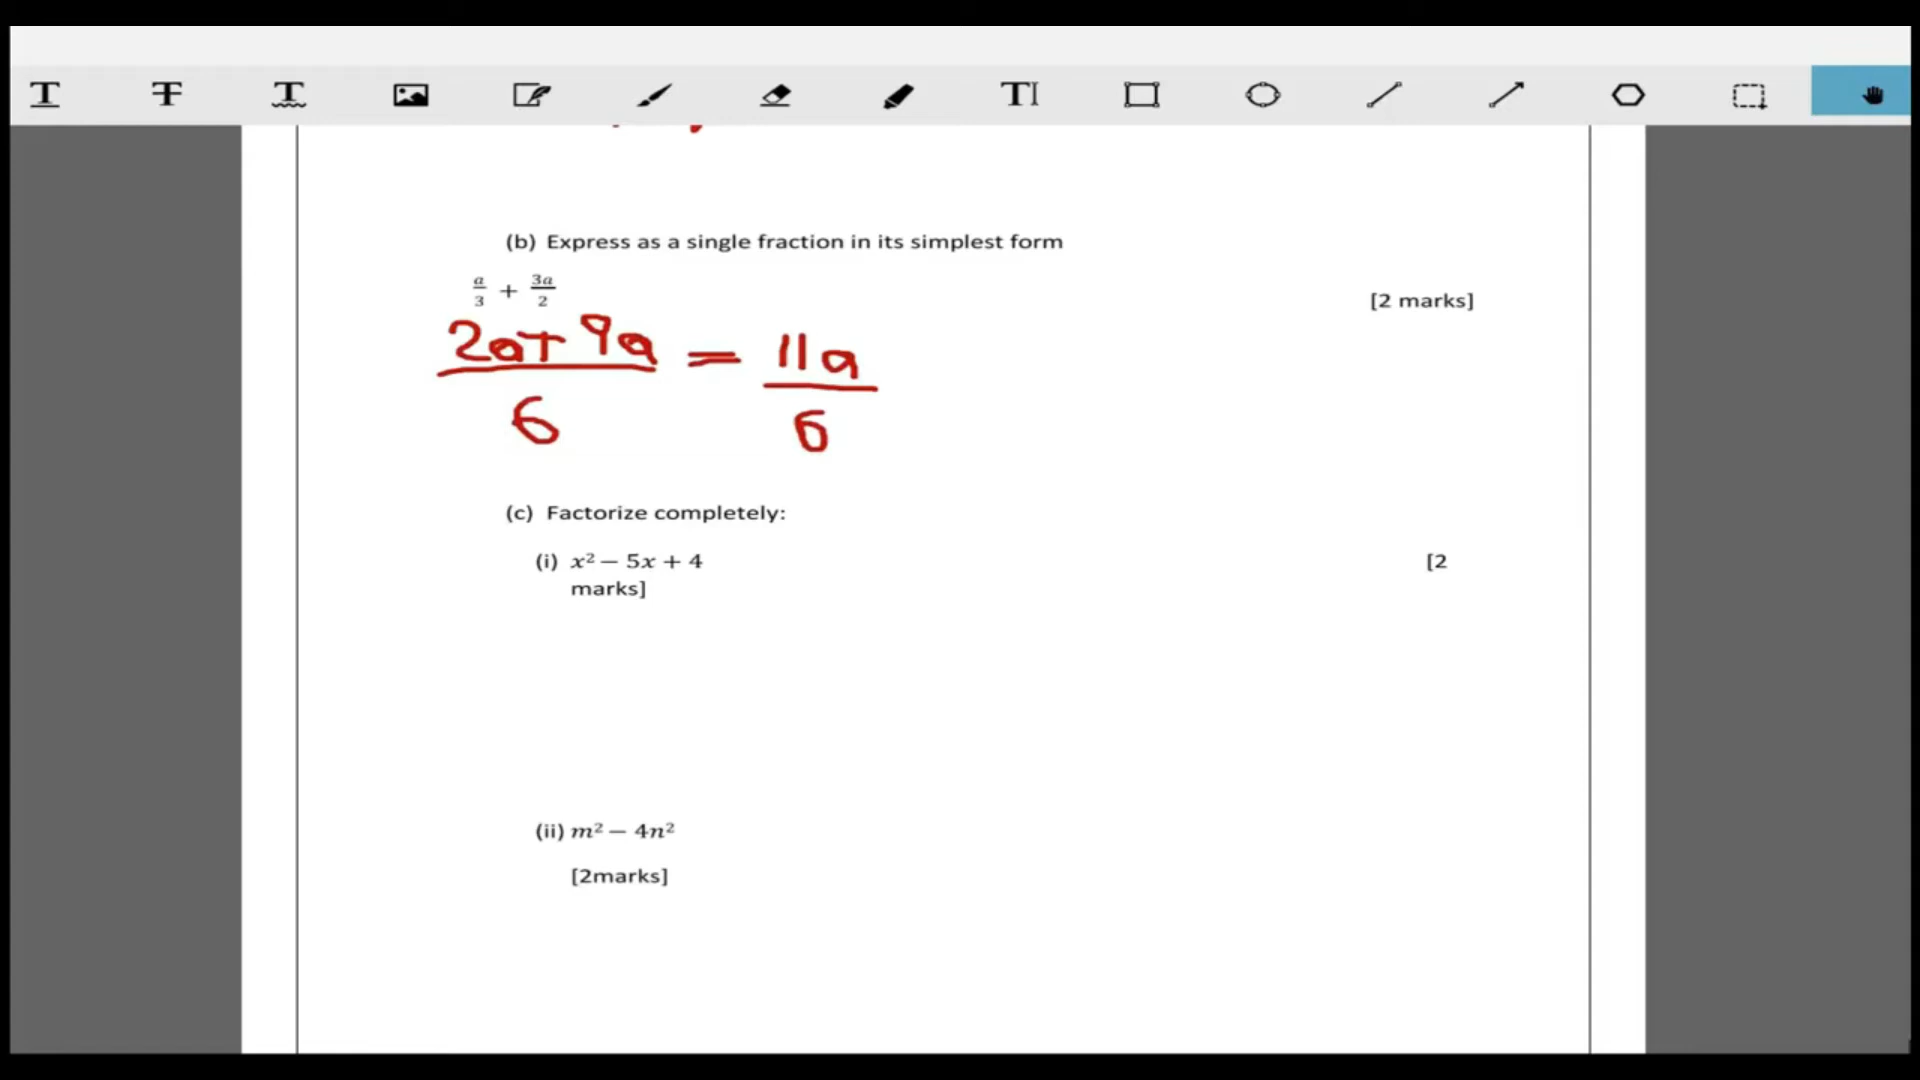 T T T TI
(b) Express as a single fraction in its simplest form
a/3 + 3a/2
[2 marks]
2a+9a/6 = 11a/6
(c) Factorize completely:
(i) x² − 5x + 4 [2
marks]
(ii) m² − 4n²
[2marks]